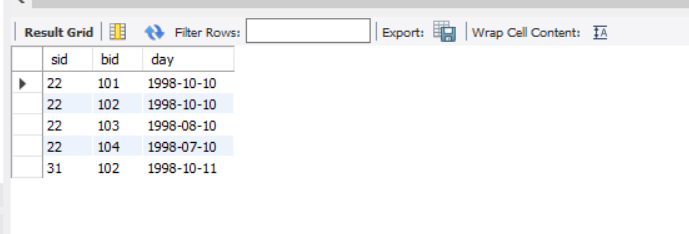 Result Grid Filter Rows: Export: Wrap Cell Content: IA
sid bid day
22 101 1998-10-10
22 102 1998-10-10
22 103 1998-08-10
22 104 1998-07-10
31 102 1998-10-11